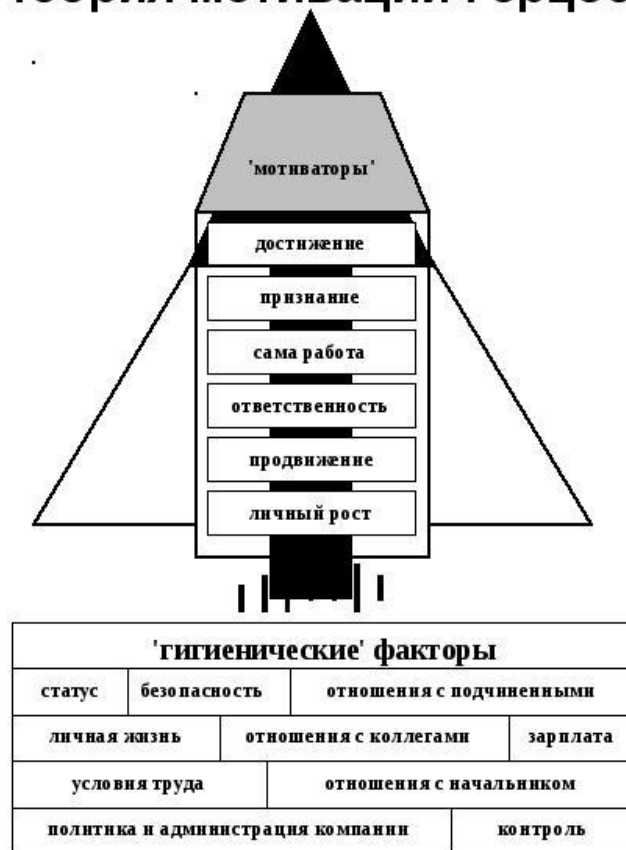 'мотиваторы'
достижение
признание
сама работа
ответственность
продвижение
личный рост
'гигиенические' факторы
статус безопасность отношения с подчиненными
личная жизнь отношения с коллегами зарплата
условия труда отношения с начальником
политика и администрация компании контроль